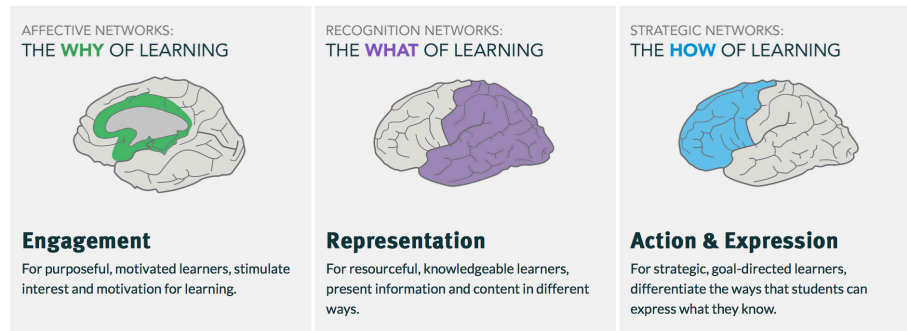 AFFECTIVE NETWORKS:
THE WHY OF LEARNING
Engagement
For purposeful, motivated learners, stimulate
interest and motivation for learning.
RECOGNITION NETWORKS:
THE WHAT OF LEARNING
Representation
For resourceful, knowledgeable learners,
present information and content in different
ways.
STRATEGIC NETWORKS:
THE HOW OF LEARNING
Action & Expression
For strategic, goal-directed learners,
differentiate the ways that students can
express what they know.